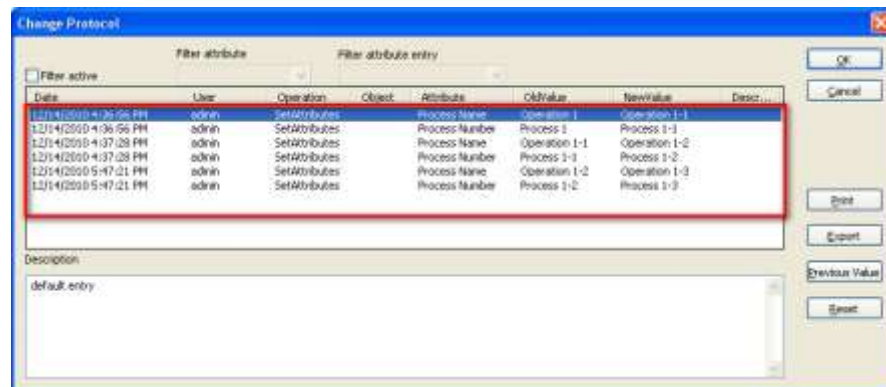 Change Protocol
Filter attribute Filter attribute entry
Filter active
Date User Operation Object Attribute OldValue NewValue Descr...
12/14/2010 4:36:56 PM admin SetAttributes Process Name Operation 1 Operation 1-1
12/14/2010 4:36:56 PM admin SetAttributes Process Number Process 1 Process 1-1
12/14/2010 4:37:28 PM admin SetAttributes Process Name Operation 1-1 Operation 1-2
12/14/2010 4:37:28 PM admin SetAttributes Process Number Process 1-1 Process 1-2
12/14/2010 5:47:21 PM admin SetAttributes Process Name Operation 1-2 Operation 1-3
12/14/2010 5:47:21 PM admin SetAttributes Process Number Process 1-2 Process 1-3
Description
default entry
OK
Cancel
Print
Export
Previous Value
Reset